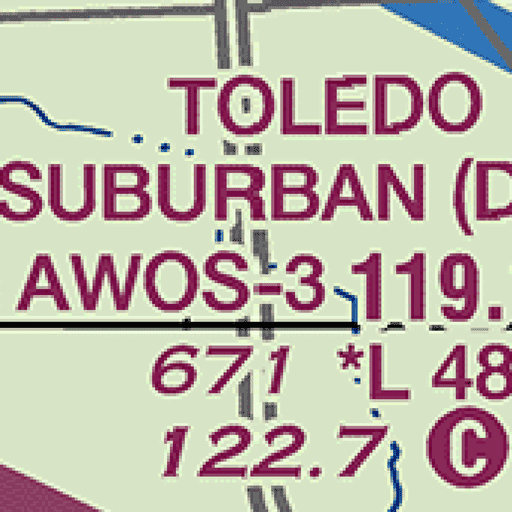 TOLEDO
SUBURBAN (D
AWOS-3 119.
671 *L 48
122.7 C